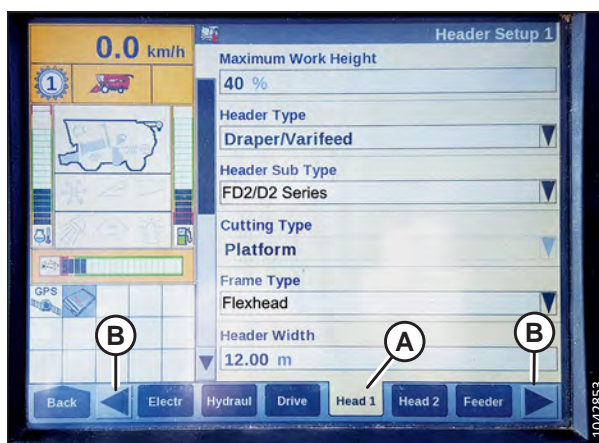 0.0 km/h
Header Setup 1
Maximum Work Height
40 %
1
Header Type
Draper/Varifeed
Header Sub Type
FD2/D2 Series
Cutting Type
Platform
Frame Type
Flexhead
GPS
Header Width
12.00 m
B
A
B
Back
Electr
Hydraul
Drive
Head 1
Head 2
Feeder
1042853